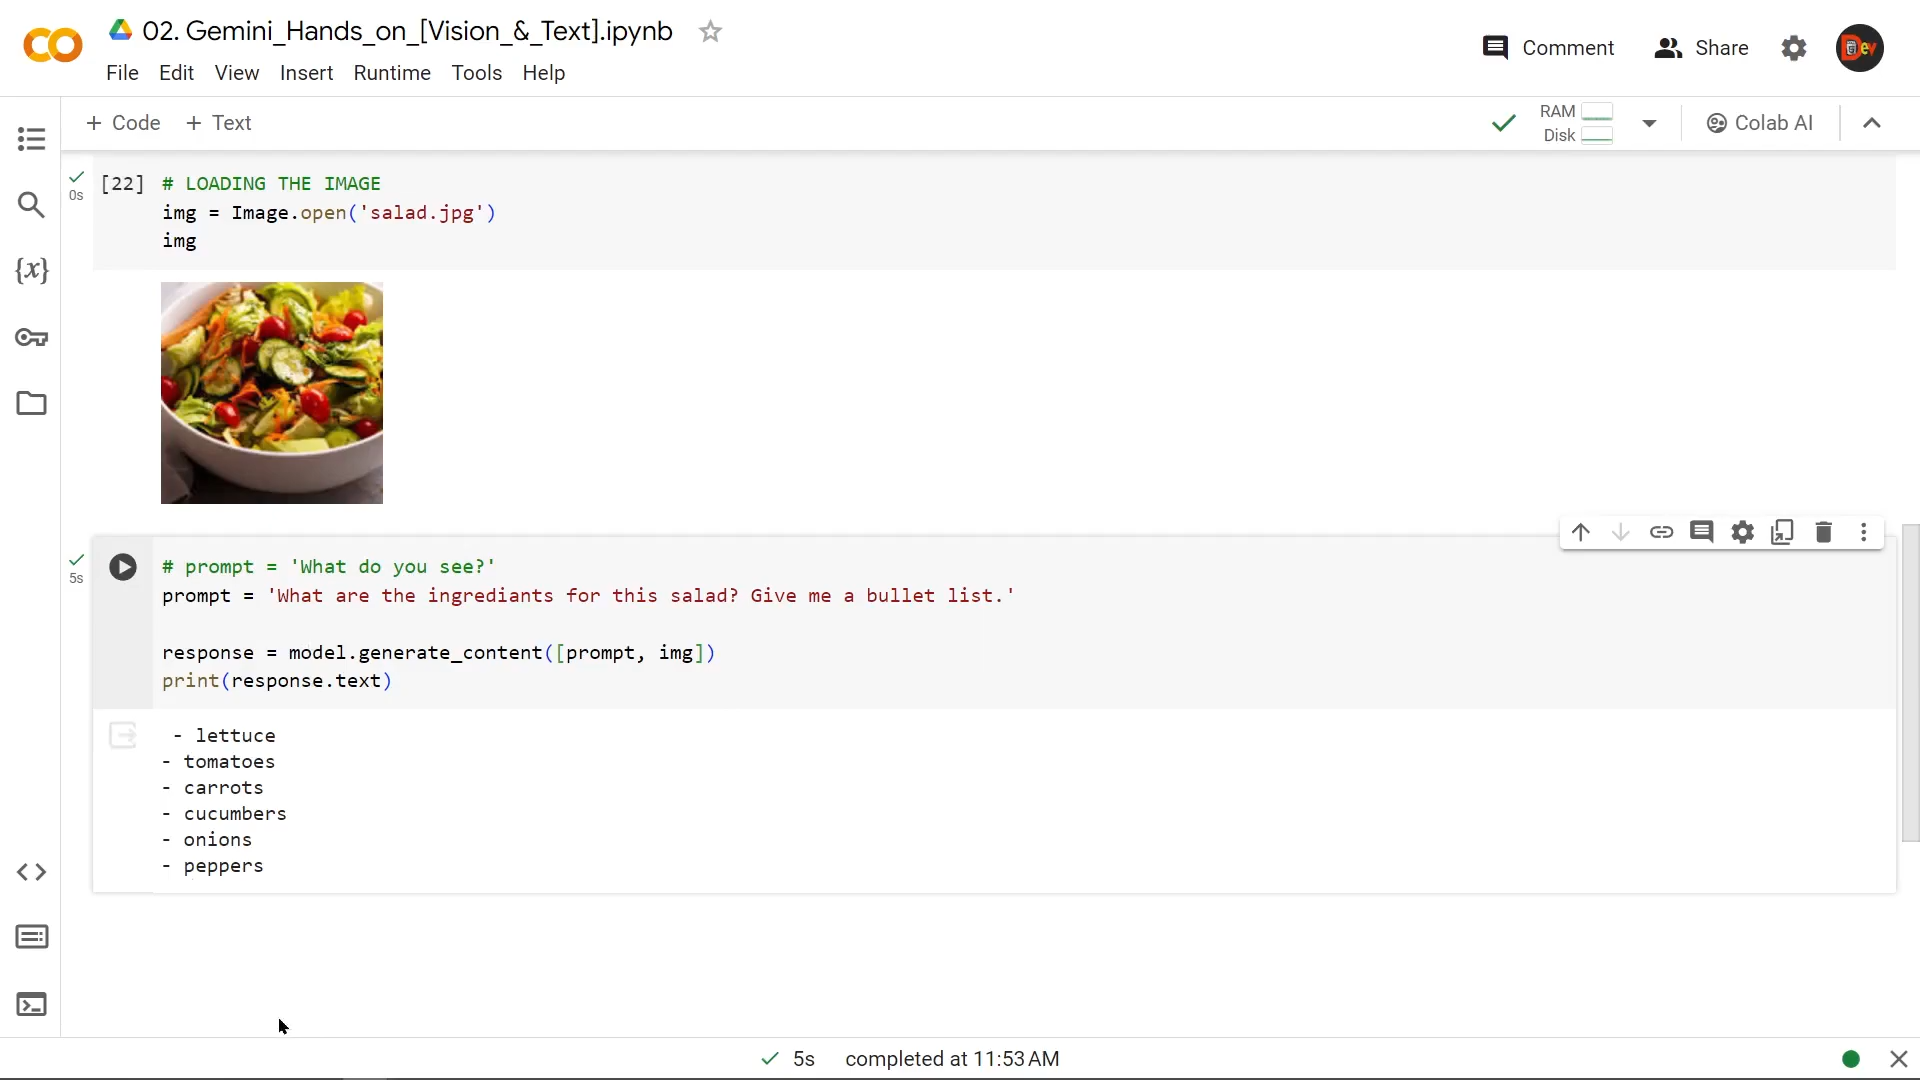 02. Gemini_Hands_on_[Vision_&_Text].ipynb
Comment
Share
Dev
File Edit View Insert Runtime Tools Help
+ Code + Text
RAM
Disk
Colab AI
{x}
0s
[22]
# LOADING THE IMAGE
img = Image.open('salad.jpg')
img
5s
# prompt = 'What do you see?'
prompt = 'What are the ingrediants for this salad? Give me a bullet list.'
response = model.generate_content([prompt, img])
print(response.text)
- lettuce
- tomatoes
- carrots
- cucumbers
- onions
- peppers
5s completed at 11:53 AM